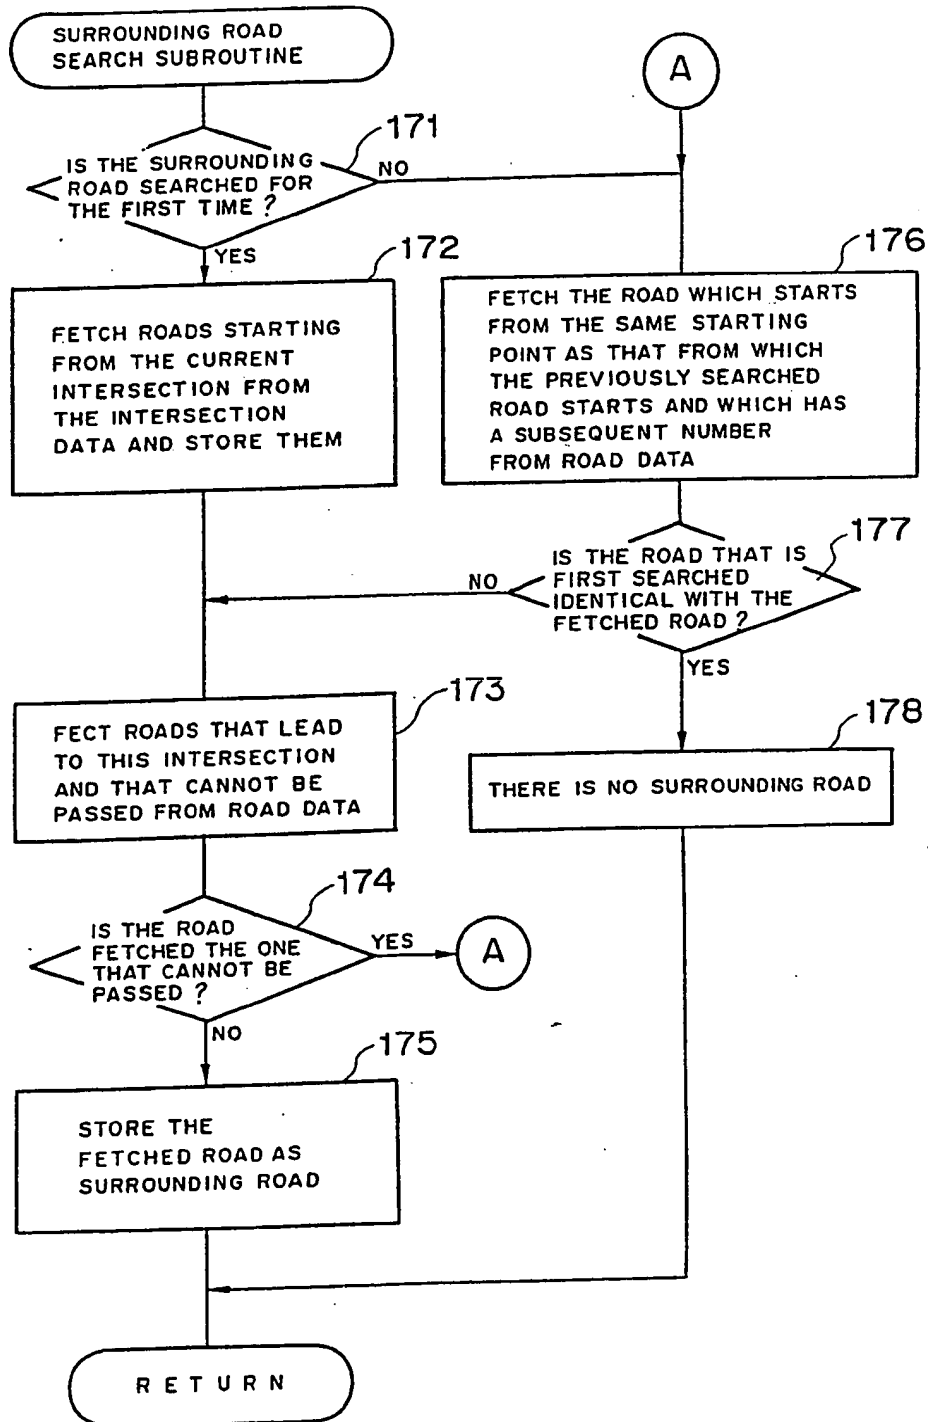 SURROUNDING ROAD
SEARCH SUBROUTINE
A
171
IS THE SURROUNDING
ROAD SEARCHED FOR
THE FIRST TIME ?
NO
YES
172
FETCH ROADS STARTING
FROM THE CURRENT
INTERSECTION FROM
THE INTERSECTION
DATA AND STORE THEM
176
FETCH THE ROAD WHICH STARTS
FROM THE SAME STARTING
POINT AS THAT FROM WHICH
THE PREVIOUSLY SEARCHED
ROAD STARTS AND WHICH HAS
A SUBSEQUENT NUMBER
FROM ROAD DATA
177
IS THE ROAD THAT IS
FIRST SEARCHED
IDENTICAL WITH THE
FETCHED ROAD ?
NO
YES
173
FECT ROADS THAT LEAD
TO THIS INTERSECTION
AND THAT CANNOT BE
PASSED FROM ROAD DATA
178
THERE IS NO SURROUNDING ROAD
174
IS THE ROAD
FETCHED THE ONE
THAT CANNOT BE
PASSED ?
YES
A
NO
175
STORE THE
FETCHED ROAD AS
SURROUNDING ROAD
RETURN